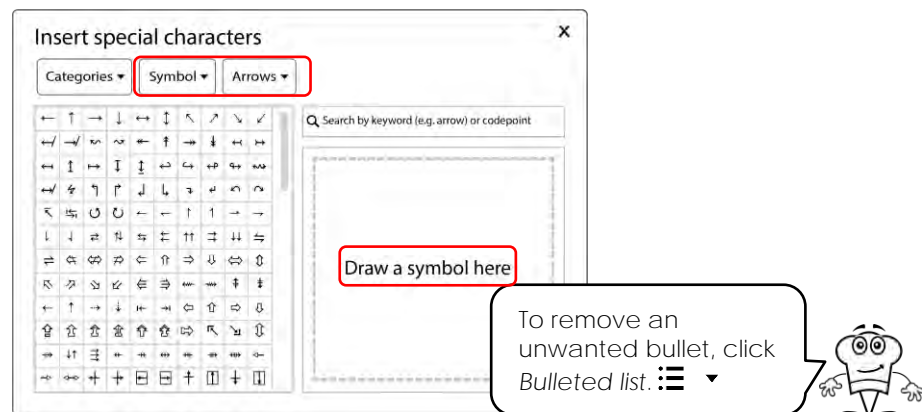 Insert special characters
x
Categories ▾ Symbol ▾ Arrows ▾
Search by keyword (e.g. arrow) or codepoint
Draw a symbol here
To remove an
unwanted bullet, click
Bulleted list.